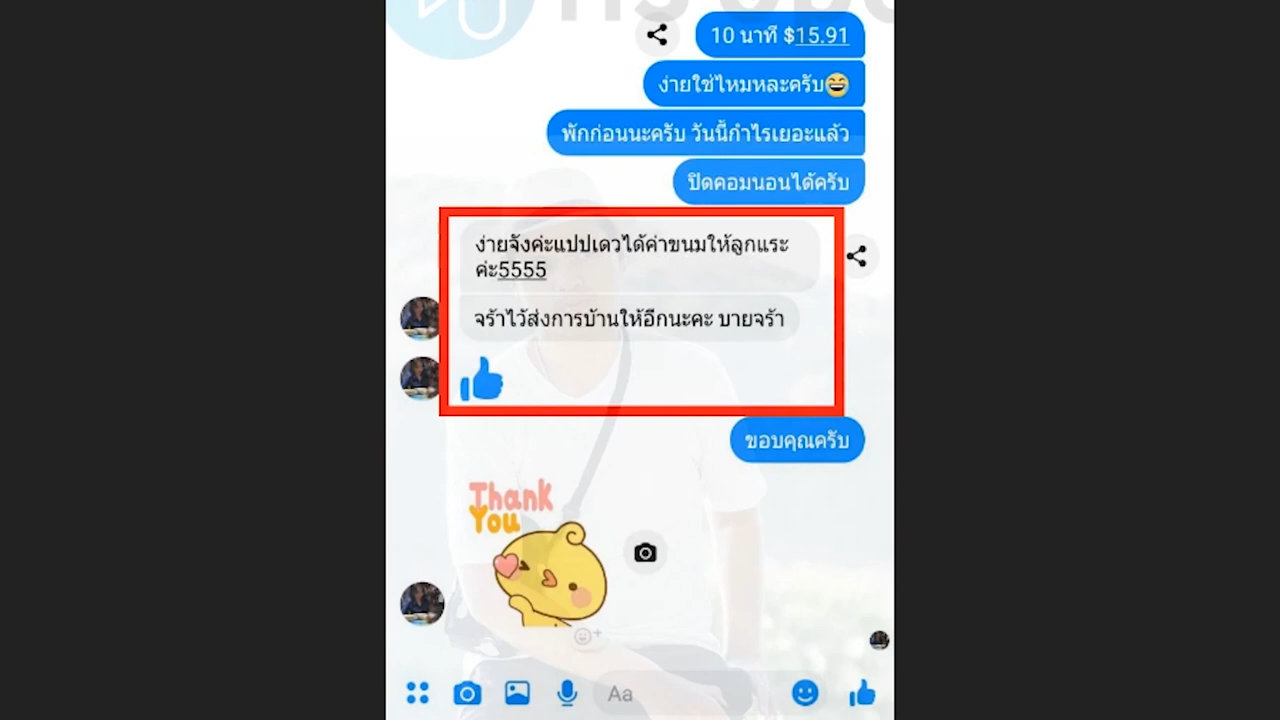 10 นาที $15.91
ง่ายใช่ไหมหละครับ😄
พักก่อนนะครับ วันนี้กำไรเยอะแล้ว
ปิดคอมนอนได้ครับ
ง่ายจังค่ะแปปเดวได้ค่าขนมให้ลูกแระ
ค่ะ5555
จร้าไว้ส่งการบ้านให้อีกนะคะ บายจร้า
ขอบคุณครับ
Thank
You
Aa